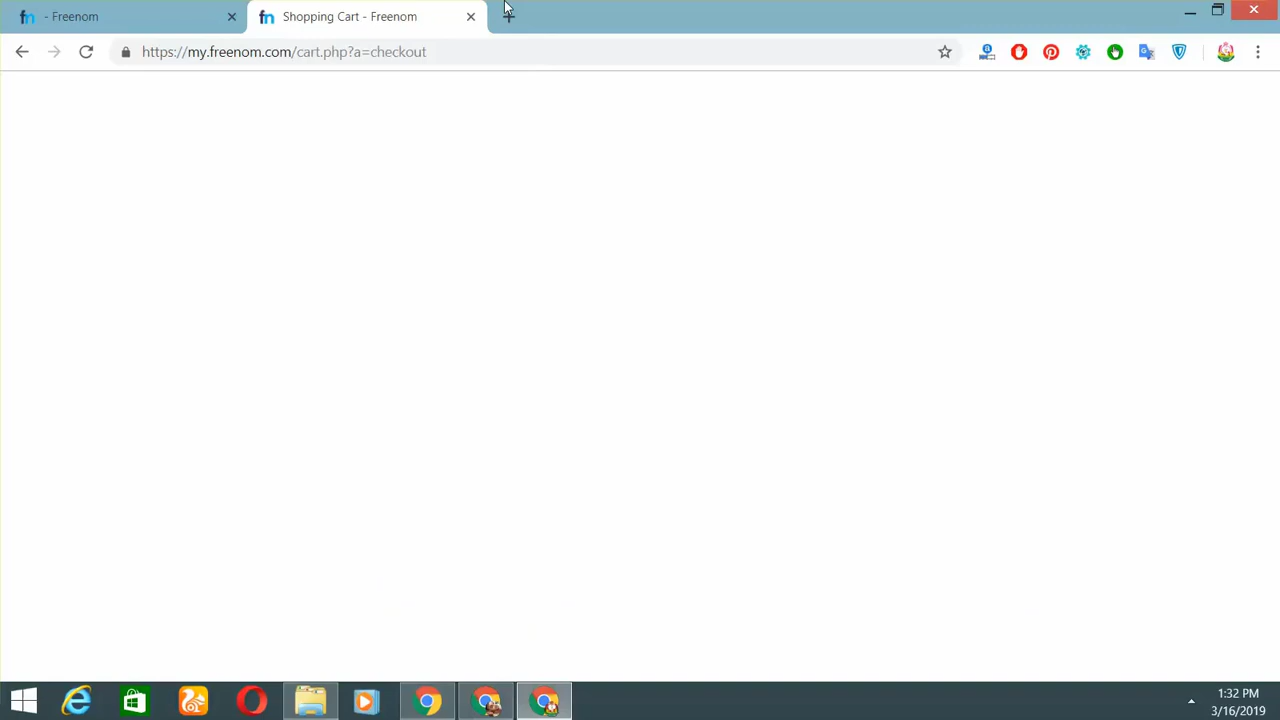 fn - Freenom
fn Shopping Cart - Freenom
https://my.freenom.com/cart.php?a=checkout
1:32 PM
3/16/2019